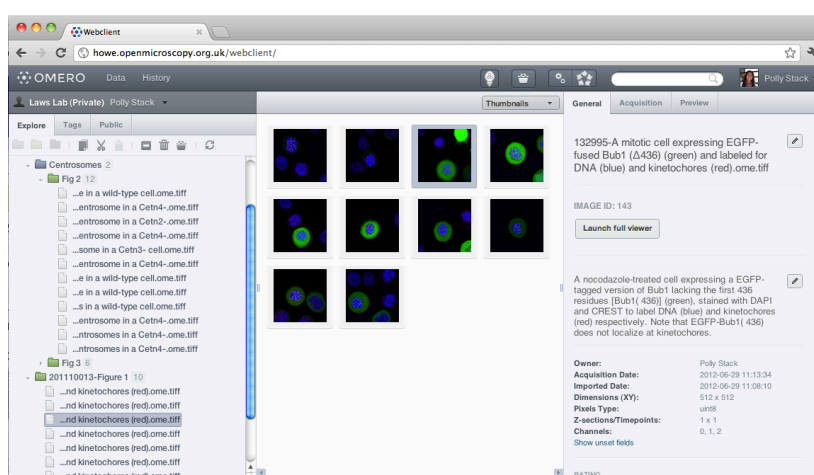 Webclient
howe.openmicroscopy.org.uk/webclient/
OMERO Data History Polly Stack
Laws Lab (Private) Polly Stack
Explore Tags Public
Thumbnails
General Acquisition Preview
Centrosomes 2
Fig 2 12
...e in a wild-type cell.ome.tiff
...entrosome in a Cetn4-.ome.tiff
...entrosome in a Cetn2-.ome.tiff
...entrosome in a Cetn4-.ome.tiff
...some in a Cetn3- cell.ome.tiff
...entrosome in a Cetn4-.ome.tiff
...e in a wild-type cell.ome.tiff
...e in a wild-type cell.ome.tiff
...s in a wild-type cell.ome.tiff
...entrosome in a Cetn4-.ome.tiff
...ntrosomes in a Cetn4-.ome.tiff
...ntrosomes in a Cetn4-.ome.tiff
Fig 3 6
201110013-Figure 1 10
...nd kinetochores (red).ome.tiff
...nd kinetochores (red).ome.tiff
...nd kinetochores (red).ome.tiff
...nd kinetochores (red).ome.tiff
...nd kinetochores (red).ome.tiff
...nd kinetochores (red).ome.tiff
...nd kinetochores (red).ome.tiff
132995-A mitotic cell expressing EGFP-
fused Bub1 (Δ436) (green) and labeled for
DNA (blue) and kinetochores (red).ome.tiff
IMAGE ID: 143
Launch full viewer
A nocodazole-treated cell expressing a EGFP-
tagged version of Bub1 lacking the first 436
residues [Bub1( 436)] (green), stained with DAPI
and CREST to label DNA (blue) and kinetochores
(red) respectively. Note that EGFP-Bub1( 436)
does not localize at kinetochores.
Owner: Polly Stack
Acquisition Date: 2012-06-29 11:13:34
Imported Date: 2012-06-29 11:08:10
Dimensions (XY): 512 x 512
Pixels Type: uint8
Z-sections/Timepoints: 1 x 1
Channels: 0, 1, 2
Show unset fields
RATING